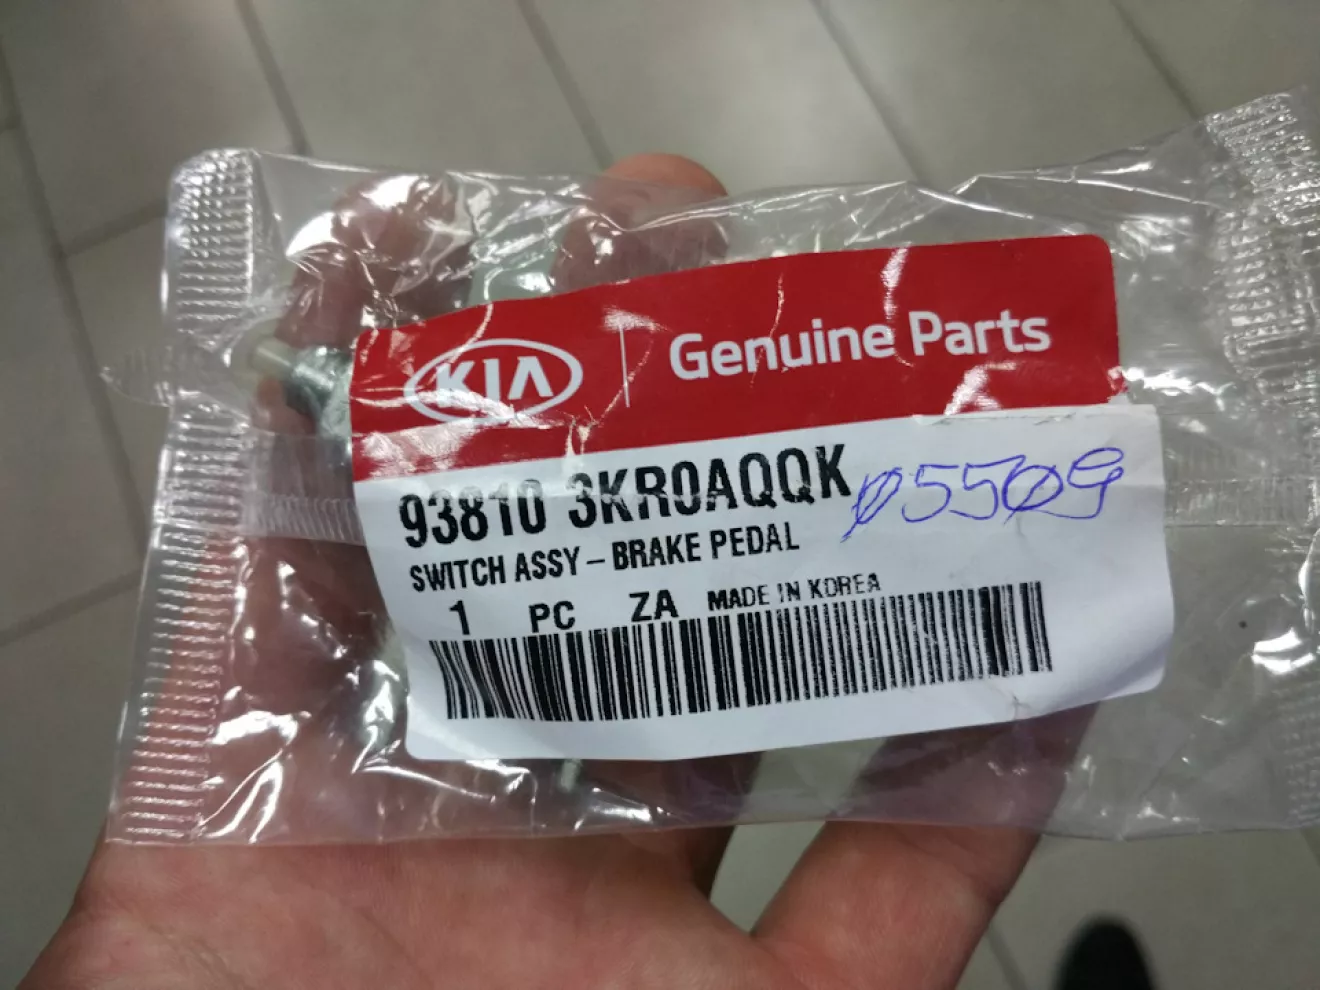 KIA Genuine Parts
93810 3KR0AQQK
Ø55Ø9
SWITCH ASSY – BRAKE PEDAL
1 PC ZA MADE IN KOREA